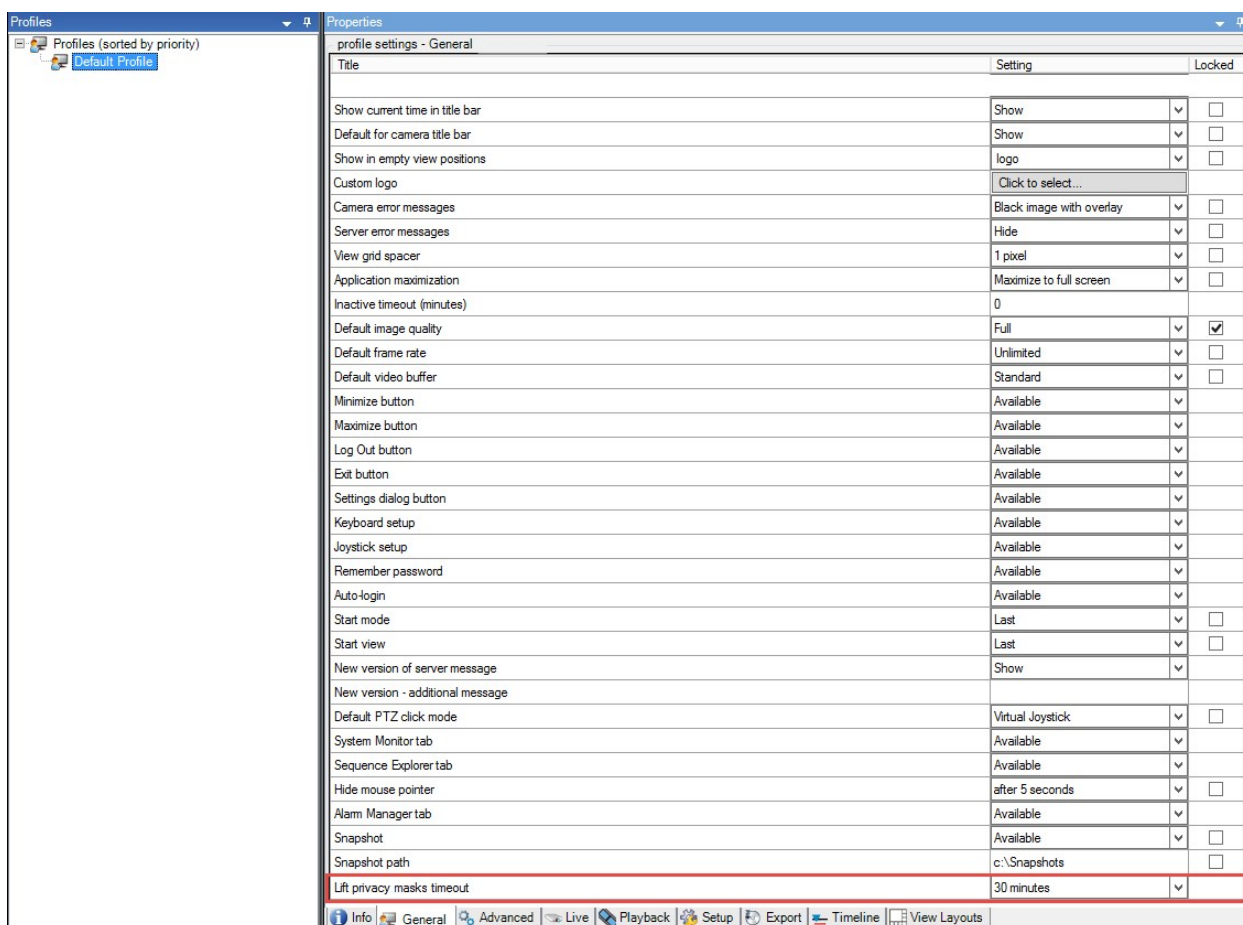 Profiles
Properties
Profiles (sorted by priority)
Default Profile
profile settings - General
Title Setting Locked
Show current time in title bar Show
Default for camera title bar Show
Show in empty view positions logo
Custom logo Click to select...
Camera error messages Black image with overlay
Server error messages Hide
View grid spacer 1 pixel
Application maximization Maximize to full screen
Inactive timeout (minutes) 0
Default image quality Full
Default frame rate Unlimited
Default video buffer Standard
Minimize button Available
Maximize button Available
Log Out button Available
Exit button Available
Settings dialog button Available
Keyboard setup Available
Joystick setup Available
Remember password Available
Auto-login Available
Start mode Last
Start view Last
New version of server message Show
New version - additional message
Default PTZ click mode Virtual Joystick
System Monitor tab Available
Sequence Explorer tab Available
Hide mouse pointer after 5 seconds
Alarm Manager tab Available
Snapshot Available
Snapshot path c:\Snapshots
Lift privacy masks timeout 30 minutes
Info General Advanced Live Playback Setup Export Timeline View Layouts